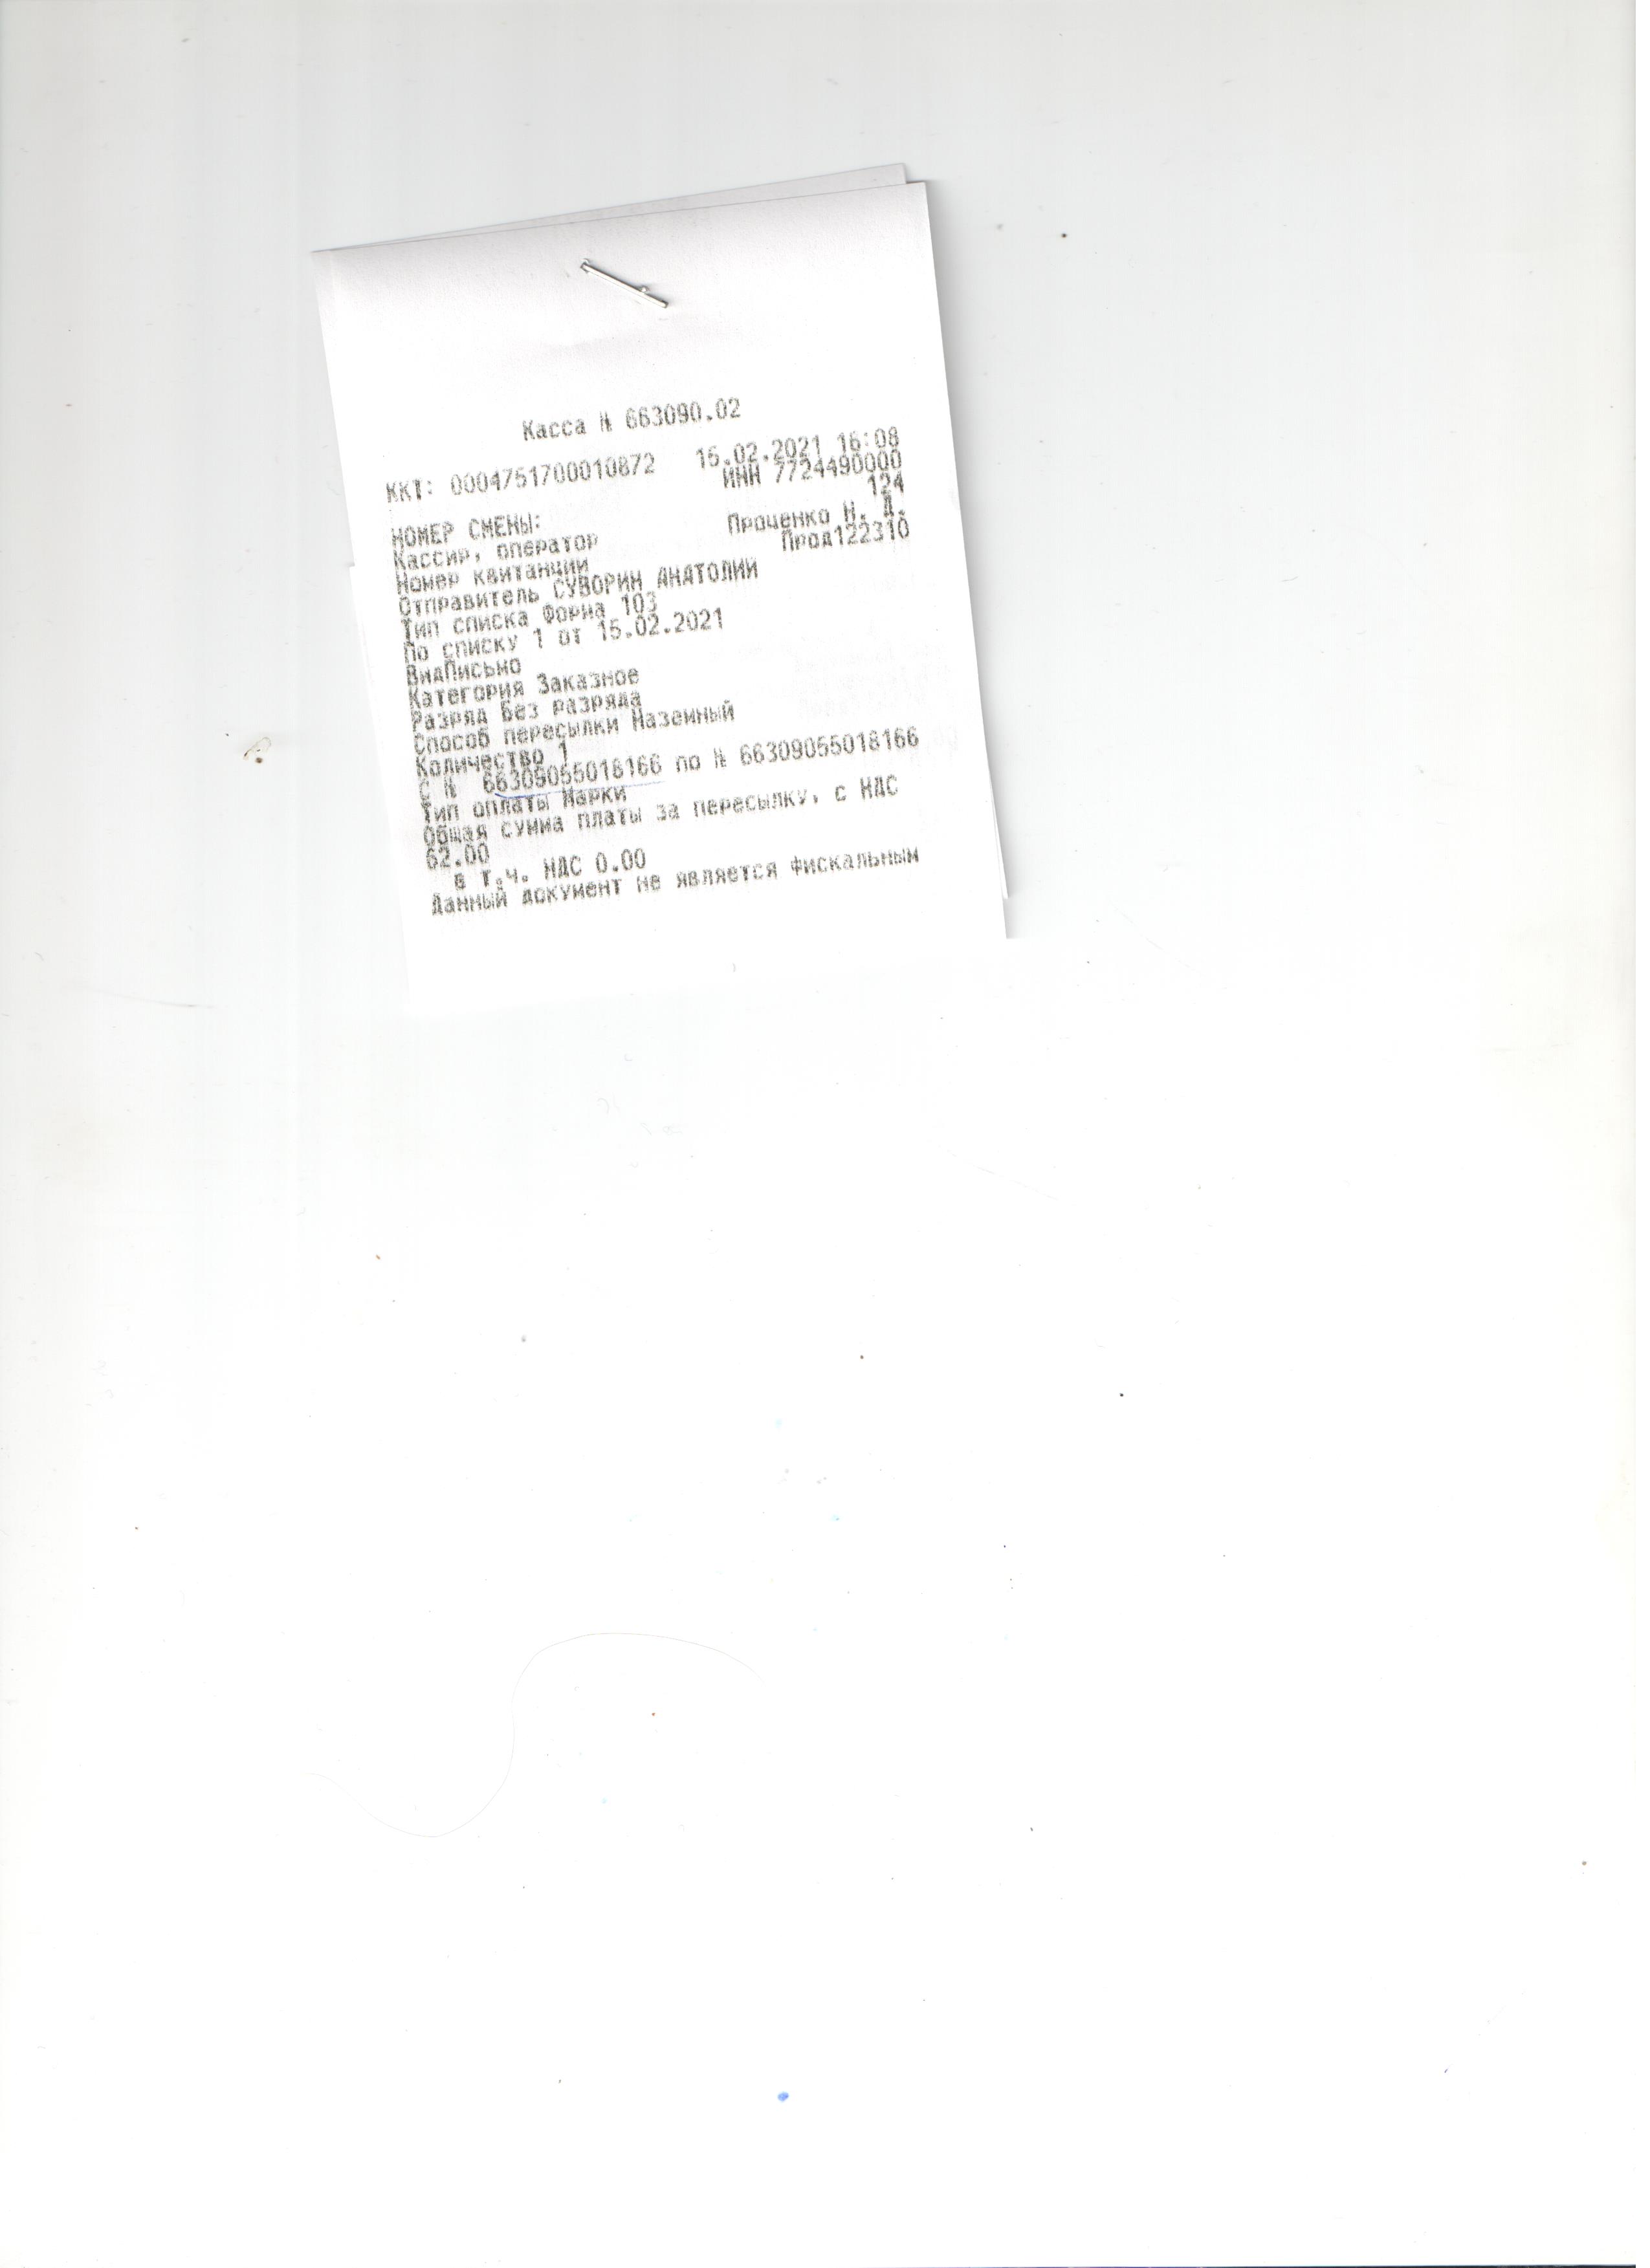 Касса № 663090.02
ККТ: 0004751700010872 15.02.2021 16:08
ИНН 7724490000
НОМЕР СМЕНЫ: 124
Кассир, оператор Проценко Н. Д.
Номер квитанции Прод122310
Отправитель СУВОРИН АНАТОЛИЙ
Тип списка Форма 103
По списку 1 от 15.02.2021
ВидПисьмо
Категория Заказное
Разряд Без разряда
Способ пересылки Наземный
Количество 1
С № 66309055018166 по № 66309055018166
Тип оплаты Марки
Общая сумма платы за пересылку, с НДС
62.00
в т.ч. НДС 0.00
Данный документ не является фискальным